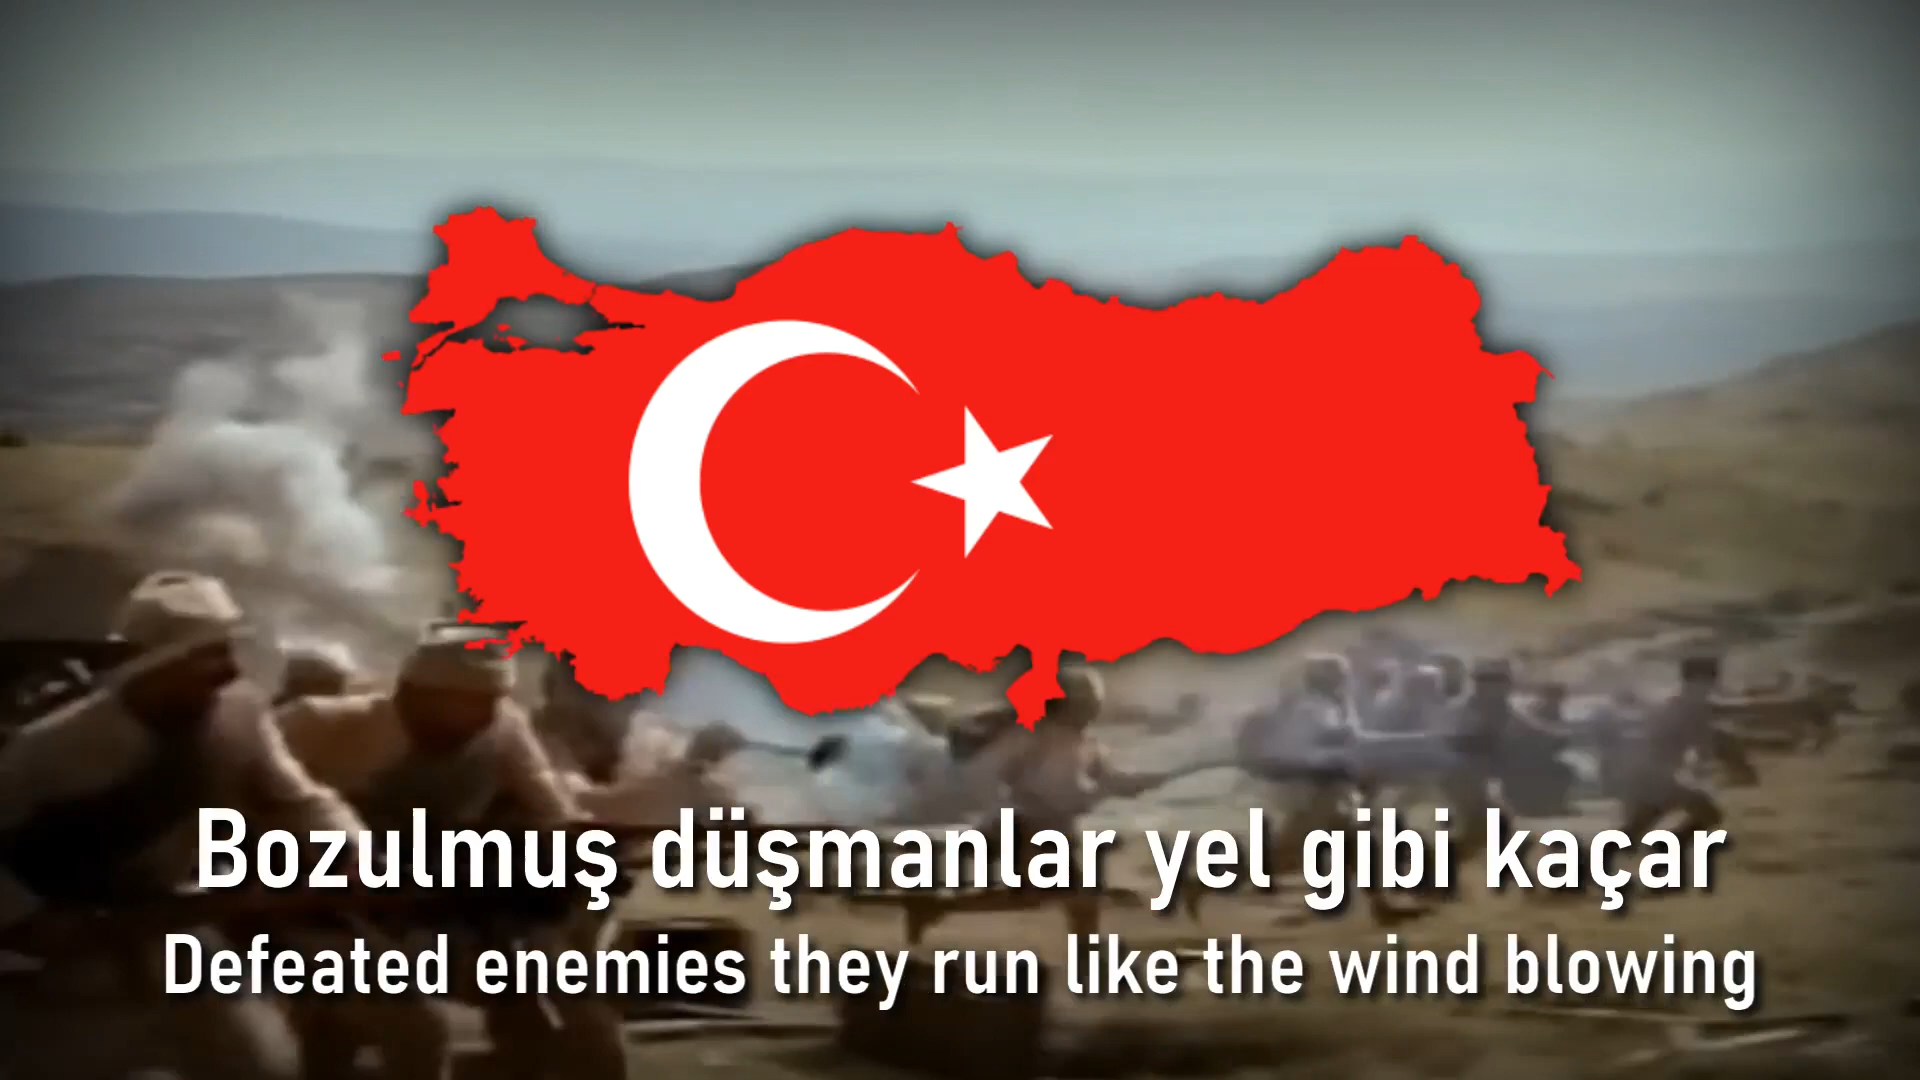 Bozulmuş düşmanlar yel gibi kaçar
Defeated enemies they run like the wind blowing